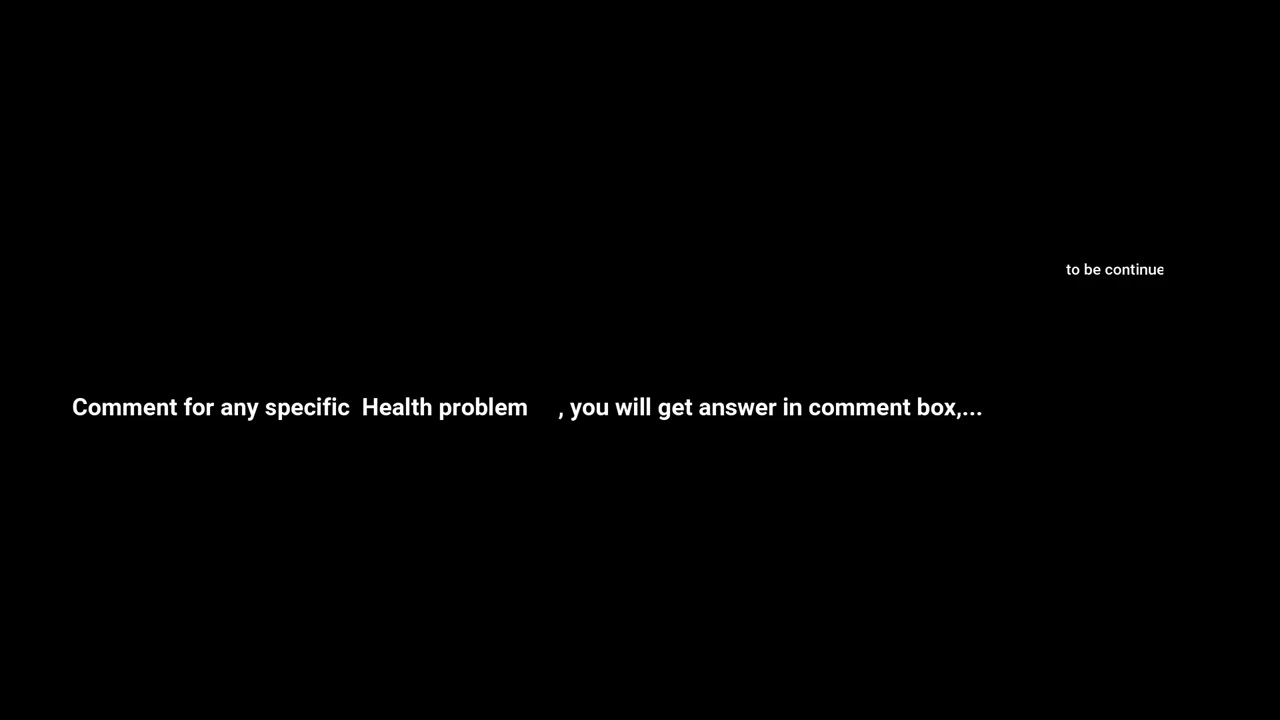 to be continue
Comment for any specific Health problem , you will get answer in comment box,...